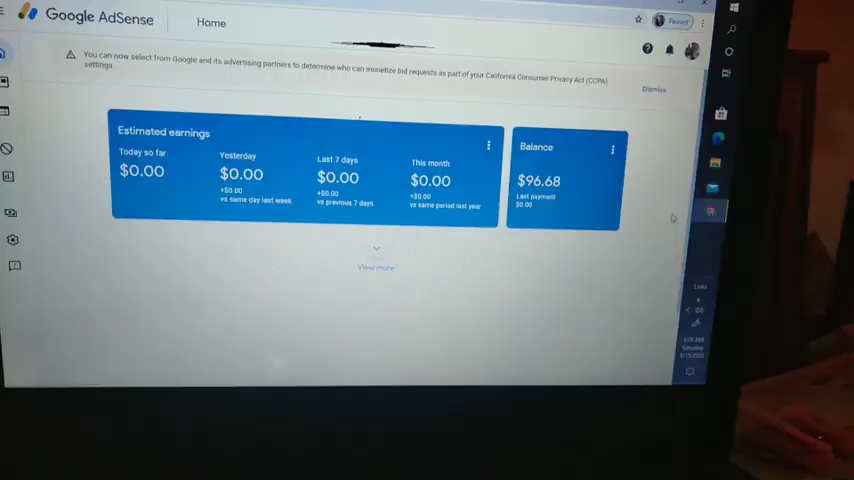 Google AdSense
Home
Paused
You can now select from Google and its advertising partners to determine who can monetize bid requests as part of your California Consumer Privacy Act (CCPA)
settings.
Dismiss
Estimated earnings
Today so far
$0.00
Yesterday
$0.00
+$0.00
vs same day last week
Last 7 days
$0.00
+$0.00
vs previous 7 days
This month
$0.00
+$0.00
vs same period last year
Balance
$96.68
Last payment
$0.00
View more
Links
Saturday